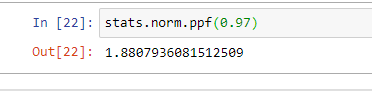 In [22]: stats.norm.ppf(0.97)
Out[22]: 1.8807936081512509